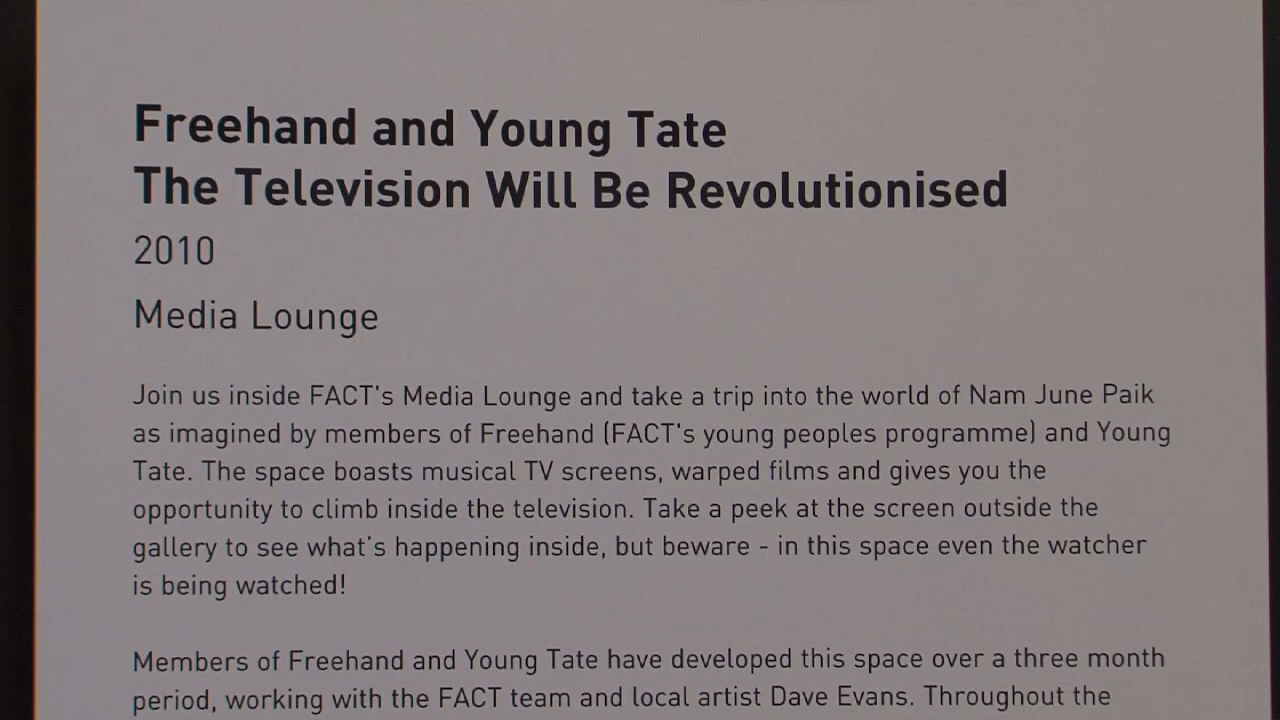 Freehand and Young Tate
The Television Will Be Revolutionised
2010
Media Lounge
Join us inside FACT's Media Lounge and take a trip into the world of Nam June Paik
as imagined by members of Freehand (FACT's young peoples programme) and Young
Tate. The space boasts musical TV screens, warped films and gives you the
opportunity to climb inside the television. Take a peek at the screen outside the
gallery to see what's happening inside, but beware - in this space even the watcher
is being watched!
Members of Freehand and Young Tate have developed this space over a three month
period, working with the FACT team and local artist Dave Evans. Throughout the